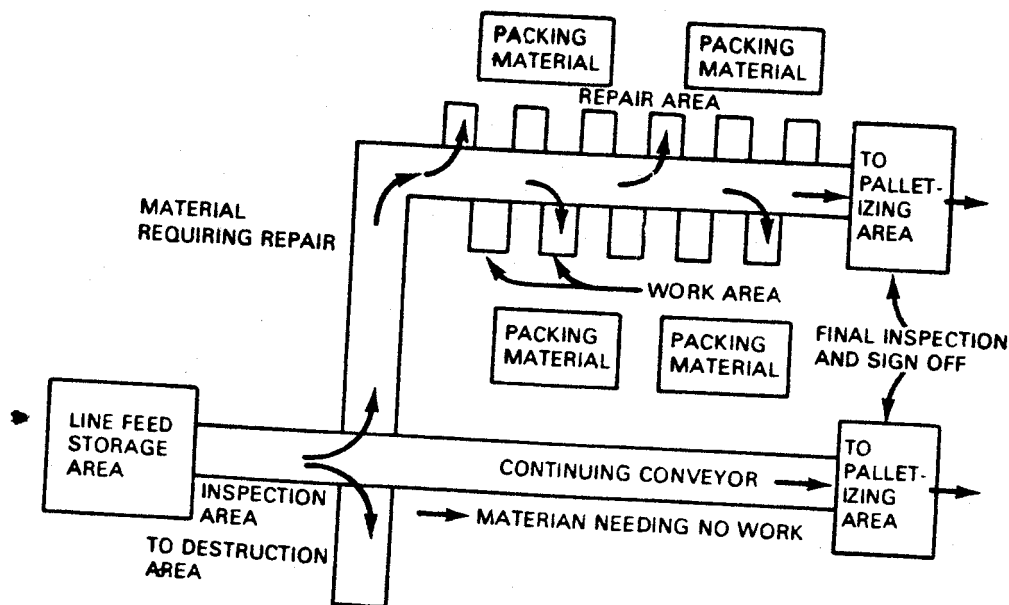 PACKING
MATERIAL
PACKING
MATERIAL
REPAIR AREA
TO
PALLET-
IZING
AREA
MATERIAL
REQUIRING REPAIR
WORK AREA
PACKING
MATERIAL
PACKING
MATERIAL
FINAL INSPECTION
AND SIGN OFF
LINE FEED
STORAGE
AREA
CONTINUING CONVEYOR
TO
PALLET-
IZING
AREA
INSPECTION
AREA
MATERIAN NEEDING NO WORK
TO DESTRUCTION
AREA